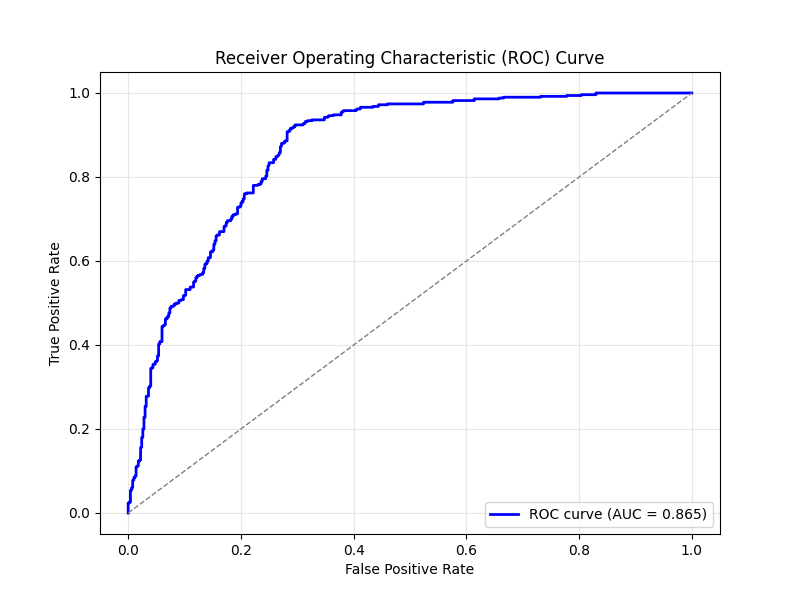 Receiver Operating Characteristic (ROC) Curve
1.0
0.8
0.6
0.4
0.2
0.0
True Positive Rate
ROC curve (AUC = 0.865)
0.0 0.2 0.4 0.6 0.8 1.0
False Positive Rate